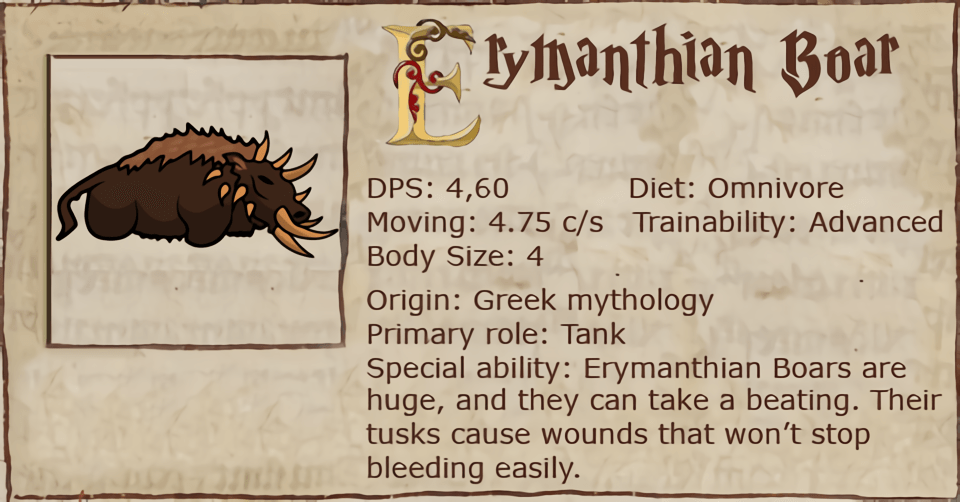 Erymanthian Boar
DPS: 4,60 Diet: Omnivore
Moving: 4.75 c/s Trainability: Advanced
Body Size: 4
Origin: Greek mythology
Primary role: Tank
Special ability: Erymanthian Boars are
huge, and they can take a beating. Their
tusks cause wounds that won’t stop
bleeding easily.